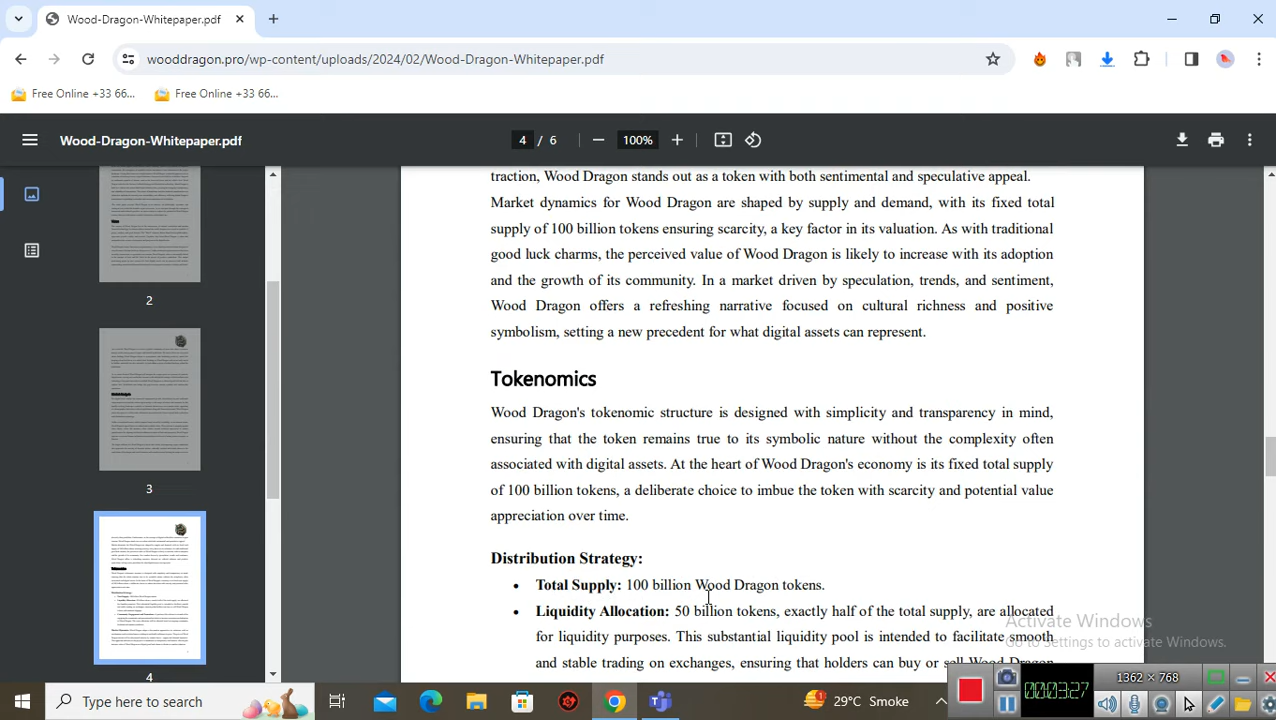 Wood-Dragon-Whitepaper.pdf
wooddragon.pro/wp-content/uploads/2024/02/Wood-Dragon-Whitepaper.pdf
Free Online +33 66...
Free Online +33 66...
Wood-Dragon-Whitepaper.pdf
4 / 6
100%
2
3
4
traction, Wood Dragon stands out as a token with both sentimental and speculative appeal.
Market dynamics for Wood Dragon are shaped by supply and demand, with its fixed total
supply of 100 billion tokens ensuring scarcity, a key factor in its valuation. As with traditional
good luck charms, the perceived value of Wood Dragon is likely to increase with its adoption
and the growth of its community. In a market driven by speculation, trends, and sentiment,
Wood Dragon offers a refreshing narrative focused on cultural richness and positive
symbolism, setting a new precedent for what digital assets can represent.
Tokenomics
Wood Dragon's tokenomic structure is designed with simplicity and transparency in mind,
ensuring that the token remains true to its symbolic core without the complexity often
associated with digital assets. At the heart of Wood Dragon's economy is its fixed total supply
of 100 billion tokens, a deliberate choice to imbue the token with scarcity and potential value
appreciation over time.
Distribution Strategy:
• Total Supply: 100 billion Wood Dragon tokens.
• Liquidity Allocation: 50 billion tokens, exactly half of the total supply, are allocated
for liquidity purposes. This substantial liquidity pool is intended to facilitate smooth
and stable trading on exchanges, ensuring that holders can buy or sell Wood Dragon
Activate Windows
Go to Settings to activate Windows.
1362 × 768
00:03:27
Type here to search
29°C Smoke